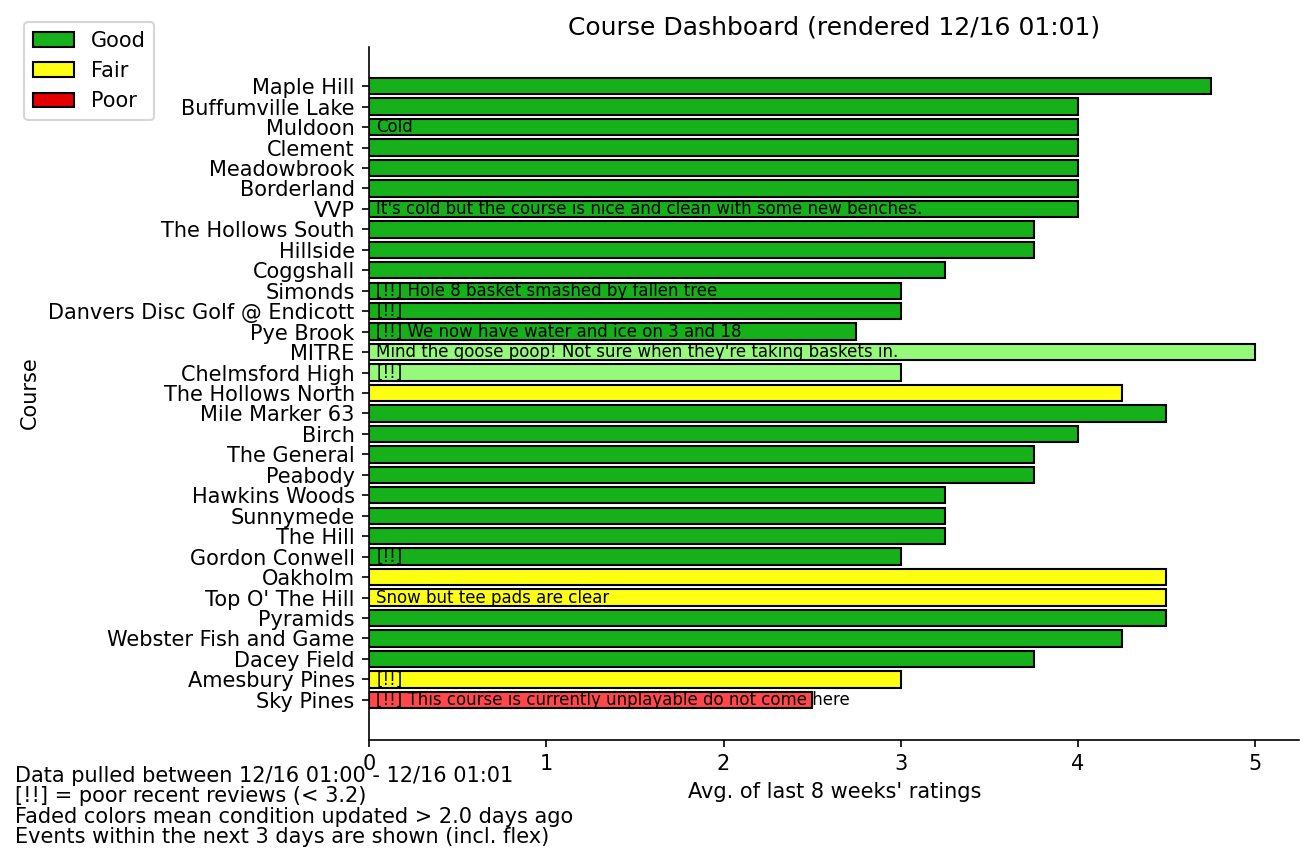 Course Dashboard (rendered 12/16 01:01)
Good
Fair
Poor
Maple Hill
Buffumville Lake
Muldoon Cold
Clement
Meadowbrook
Borderland
VVP It's cold but the course is nice and clean with some new benches.
The Hollows South
Hillside
Coggshall
Simonds [!!] Hole 8 basket smashed by fallen tree
Danvers Disc Golf @ Endicott [!!]
Pye Brook [!!] We now have water and ice on 3 and 18
MITRE Mind the goose poop! Not sure when they're taking baskets in.
Chelmsford High [!!]
The Hollows North
Mile Marker 63
Birch
The General
Peabody
Hawkins Woods
Sunnymede
The Hill
Gordon Conwell [!!]
Oakholm
Top O' The Hill Snow but tee pads are clear
Pyramids
Webster Fish and Game
Dacey Field
Amesbury Pines [!!]
Sky Pines [!!] This course is currently unplayable do not come here
Course
0 1 2 3 4 5
Avg. of last 8 weeks' ratings
Data pulled between 12/16 01:00 - 12/16 01:01
[!!] = poor recent reviews (< 3.2)
Faded colors mean condition updated > 2.0 days ago
Events within the next 3 days are shown (incl. flex)